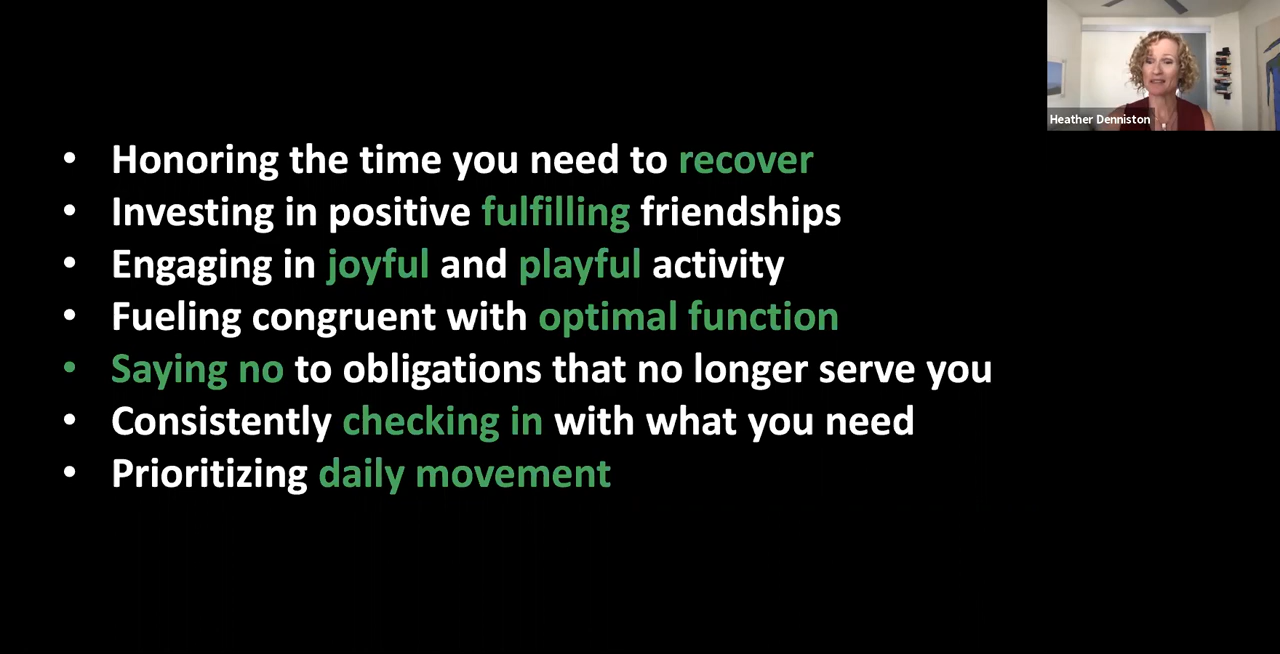 Heather Denniston
• Honoring the time you need to recover
• Investing in positive fulfilling friendships
• Engaging in joyful and playful activity
• Fueling congruent with optimal function
• Saying no to obligations that no longer serve you
• Consistently checking in with what you need
• Prioritizing daily movement